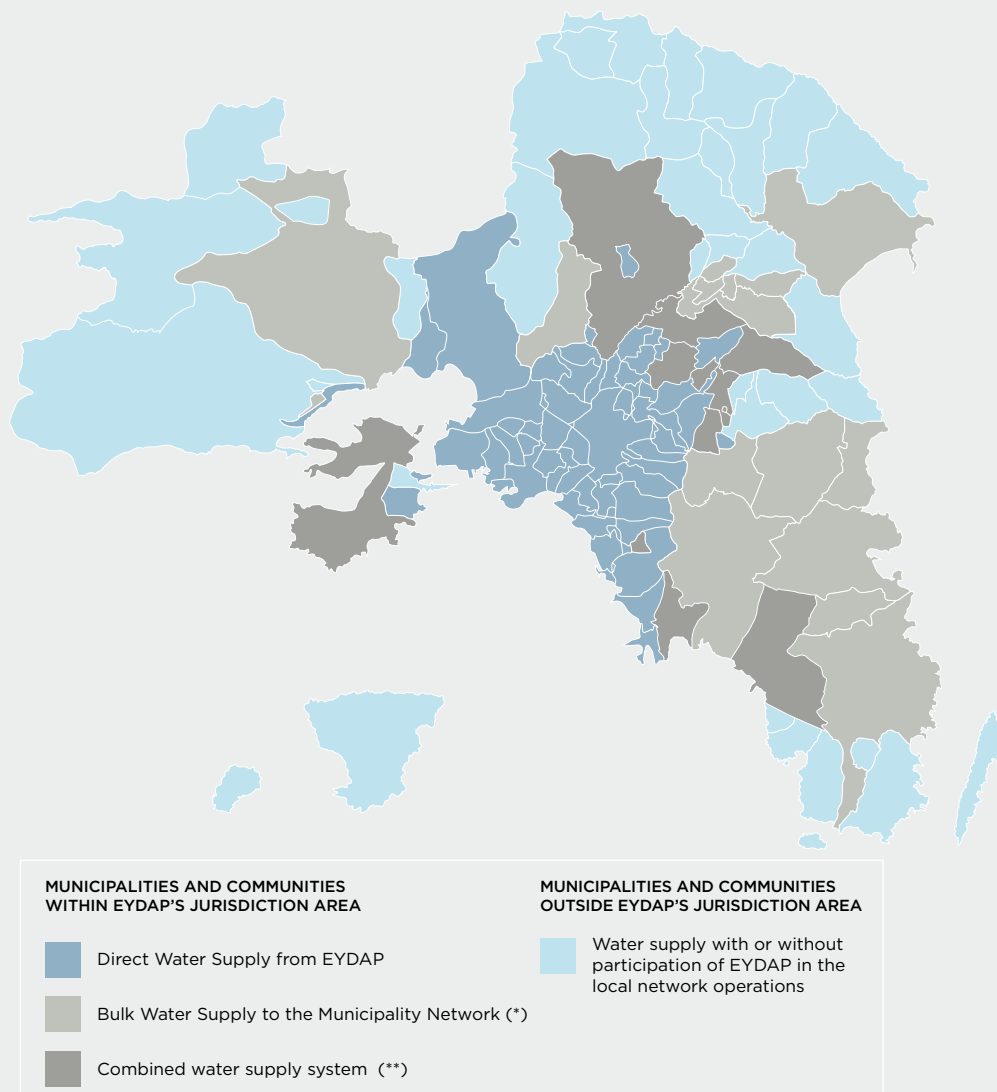 MUNICIPALITIES AND COMMUNITIES
WITHIN EYDAP'S JURISDICTION AREA
Direct Water Supply from EYDAP
Bulk Water Supply to the Municipality Network (*)
Combined water supply system (**)
MUNICIPALITIES AND COMMUNITIES
OUTSIDE EYDAP'S JURISDICTION AREA
Water supply with or without
participation of EYDAP in the
local network operations